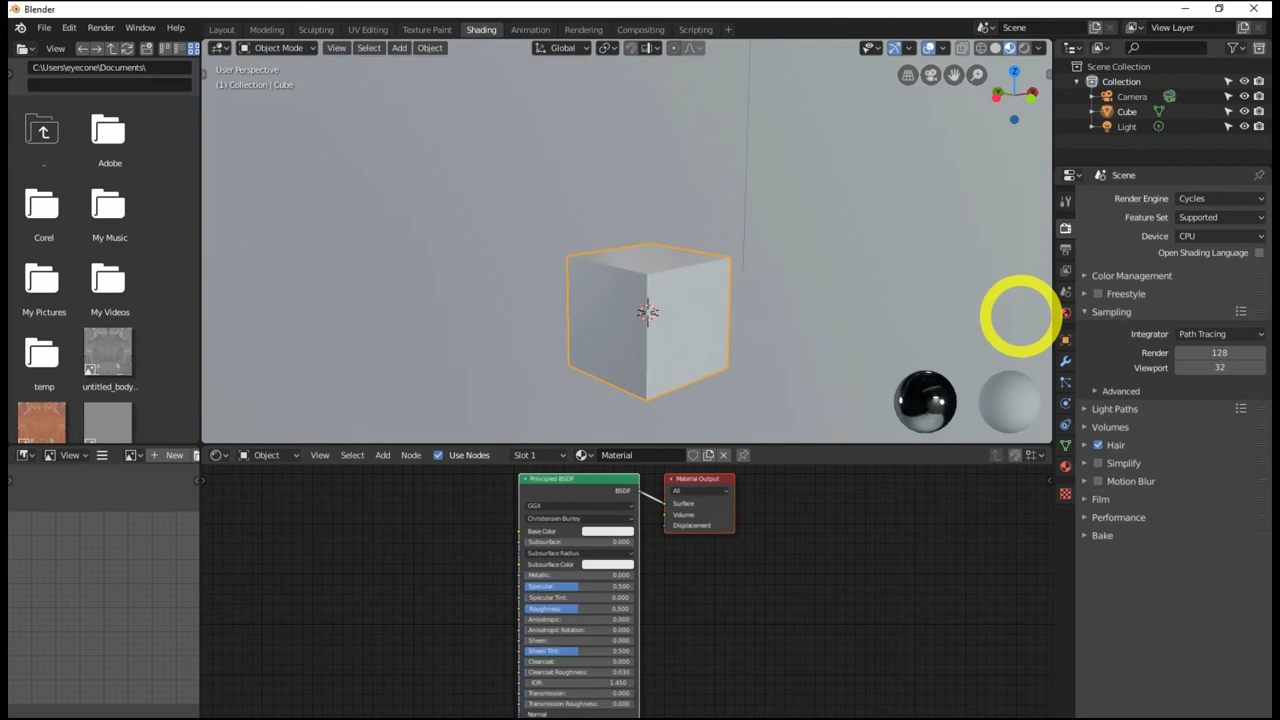 Blender
File Edit Render Window Help
Layout Modeling Sculpting UV Editing Texture Paint Shading Animation Rendering Compositing Scripting +
Scene
View Layer
View
Object Mode View Select Add Object
Global
C:\Users\eyecone\Documents\
User Perspective
(1) Collection | Cube
Z
Y
X
..
Adobe
Corel
My Music
My Pictures
My Videos
temp
untitled_body...
Scene Collection
Collection
Camera
Cube
Light
Scene
Render Engine Cycles
Feature Set Supported
Device CPU
Open Shading Language
Color Management
Freestyle
Sampling
Integrator Path Tracing
Render 128
Viewport 32
Advanced
Light Paths
Volumes
Hair
Simplify
Motion Blur
Film
Performance
Bake
View
+ New
Object View Select Add Node Use Nodes Slot 1 Material
Principled BSDF
BSDF
GGX
Christensen-Burley
Base Color
Subsurface: 0.000
Subsurface Radius
Subsurface Color
Metallic: 0.000
Specular: 0.500
Specular Tint: 0.000
Roughness: 0.500
Anisotropic: 0.000
Anisotropic Rotation: 0.000
Sheen: 0.000
Sheen Tint: 0.500
Clearcoat: 0.000
Clearcoat Roughness: 0.030
IOR: 1.450
Transmission: 0.000
Transmission Roughness: 0.000
Normal
Material Output
All
Surface
Volume
Displacement